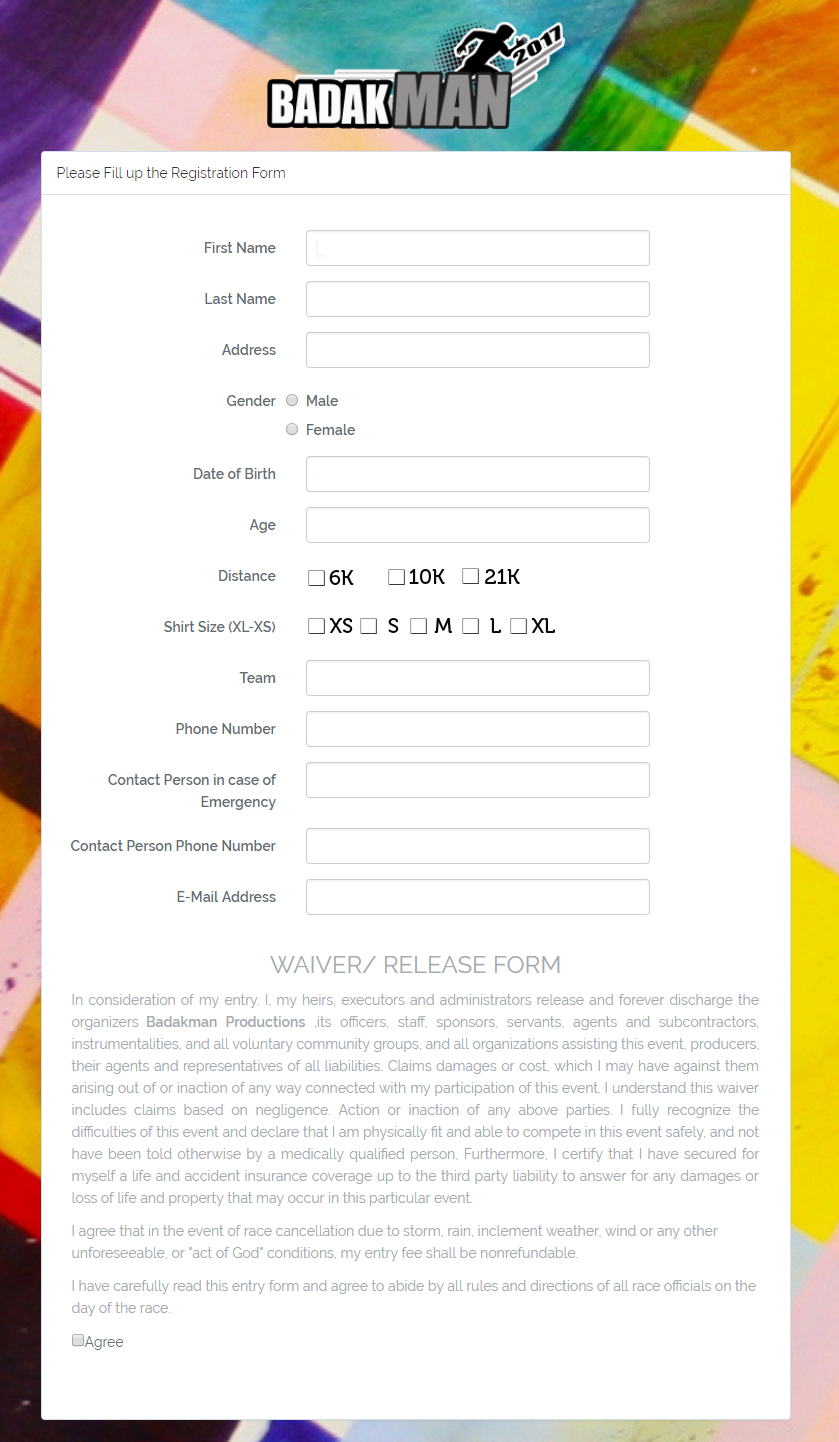 2017
BADAKMAN
Please Fill up the Registration Form
First Name
Last Name
Address
Gender Male
Female
Date of Birth
Age
Distance 6K 10K 21K
Shirt Size (XL-XS) XS S M L XL
Team
Phone Number
Contact Person in case of
Emergency
Contact Person Phone Number
E-Mail Address
WAIVER/ RELEASE FORM
In consideration of my entry. I, my heirs, executors and administrators release and forever discharge the
organizers Badakman Productions ,its officers, staff, sponsors, servants, agents and subcontractors,
instrumentalities, and all voluntary community groups, and all organizations assisting this event, producers,
their agents and representatives of all liabilities. Claims damages or cost, which I may have against them
arising out of or inaction of any way connected with my participation of this event. I understand this waiver
includes claims based on negligence. Action or inaction of any above parties. I fully recognize the
difficulties of this event and declare that I am physically fit and able to compete in this event safely, and not
have been told otherwise by a medically qualified person, Furthermore, I certify that I have secured for
myself a life and accident insurance coverage up to the third party liability to answer for any damages or
loss of life and property that may occur in this particular event.
I agree that in the event of race cancellation due to storm, rain, inclement weather, wind or any other
unforeseeable, or "act of God" conditions, my entry fee shall be nonrefundable.
I have carefully read this entry form and agree to abide by all rules and directions of all race officials on the
day of the race.
Agree